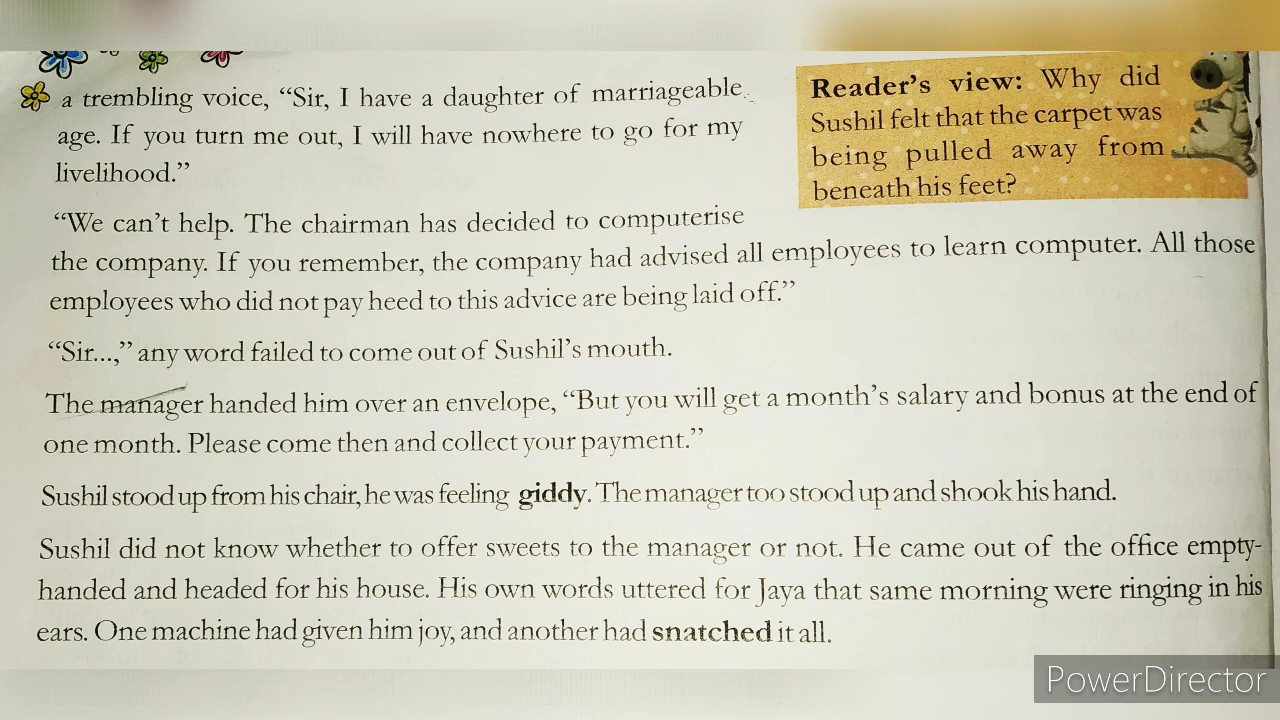 a trembling voice, “Sir, I have a daughter of marriageable
age. If you turn me out, I will have nowhere to go for my
livelihood.”
Reader’s view: Why did
Sushil felt that the carpet was
being pulled away from
beneath his feet?
“We can’t help. The chairman has decided to computerise
the company. If you remember, the company had advised all employees to learn computer. All those
employees who did not pay heed to this advice are being laid off.”
“Sir...,” any word failed to come out of Sushil’s mouth.
The manager handed him over an envelope, “But you will get a month’s salary and bonus at the end of
one month. Please come then and collect your payment.”
Sushil stood up from his chair, he was feeling giddy. The manager too stood up and shook his hand.
Sushil did not know whether to offer sweets to the manager or not. He came out of the office empty-
handed and headed for his house. His own words uttered for Jaya that same morning were ringing in his
ears. One machine had given him joy, and another had snatched it all.
PowerDirector